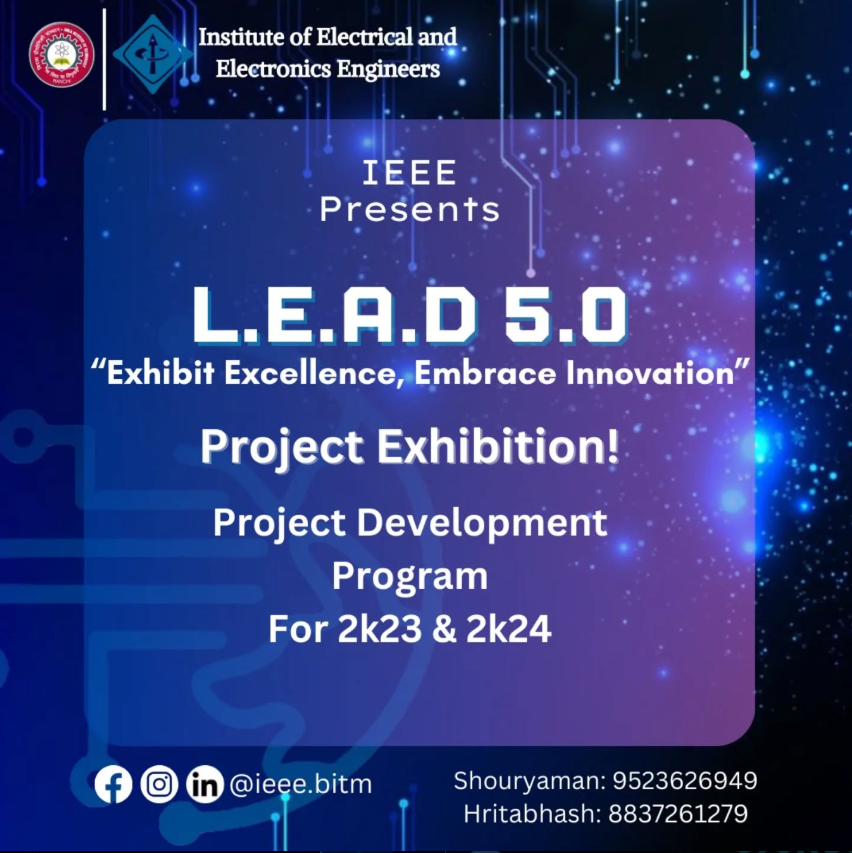 Institute of Electrical and
Electronics Engineers
IEEE
Presents
L.E.A.D 5.0
“Exhibit Excellence, Embrace Innovation”
Project Exhibition!
Project Development
Program
For 2k23 & 2k24
@ieee.bitm
Shouryaman: 9523626949
Hritabhash: 8837261279